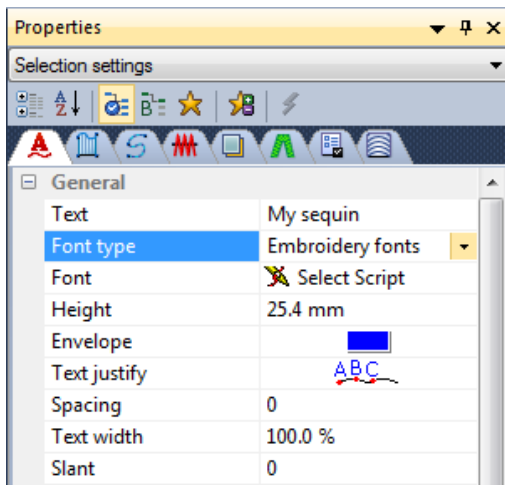 Properties
Selection settings
General
Text My sequin
Font type Embroidery fonts
Font Select Script
Height 25.4 mm
Envelope
Text justify ABC
Spacing 0
Text width 100.0 %
Slant 0